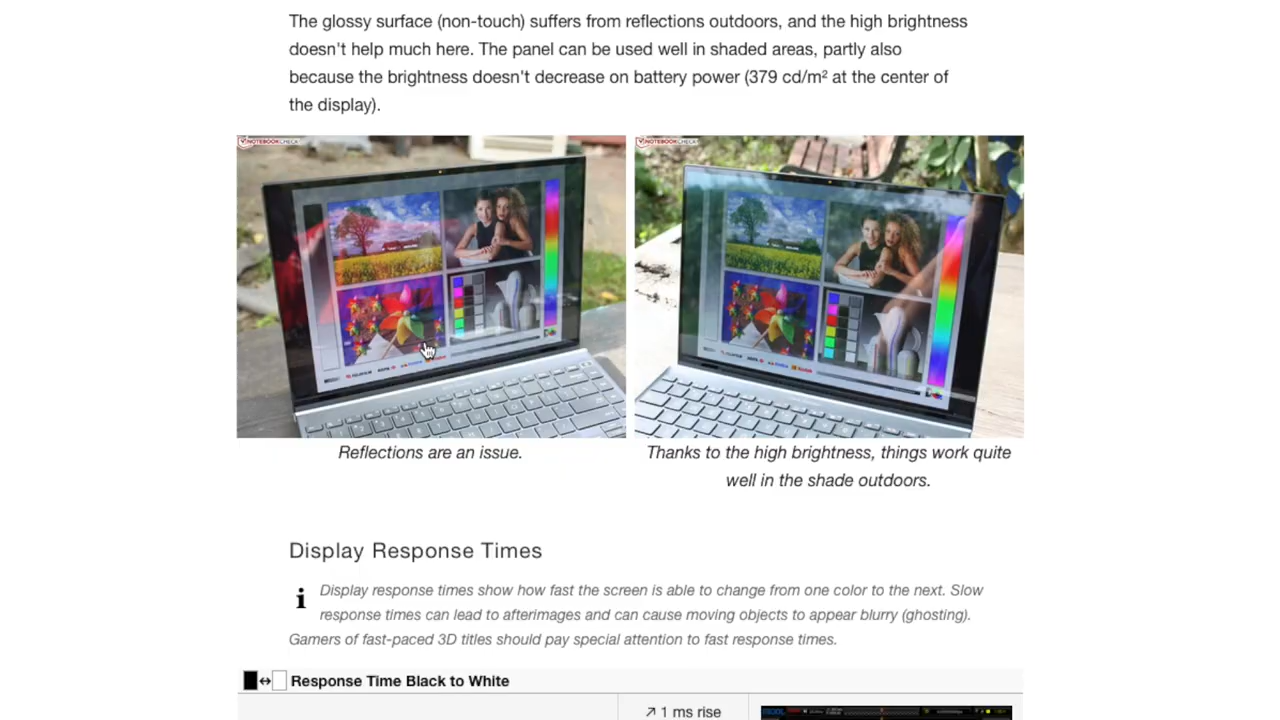 The glossy surface (non-touch) suffers from reflections outdoors, and the high brightness
doesn't help much here. The panel can be used well in shaded areas, partly also
because the brightness doesn't decrease on battery power (379 cd/m² at the center of
the display).
NOTEBOOKCHECK
NOTEBOOKCHECK
Reflections are an issue.
Thanks to the high brightness, things work quite
well in the shade outdoors.
Display Response Times
i
Display response times show how fast the screen is able to change from one color to the next. Slow
response times can lead to afterimages and can cause moving objects to appear blurry (ghosting).
Gamers of fast-paced 3D titles should pay special attention to fast response times.
↔ Response Time Black to White
↗ 1 ms rise